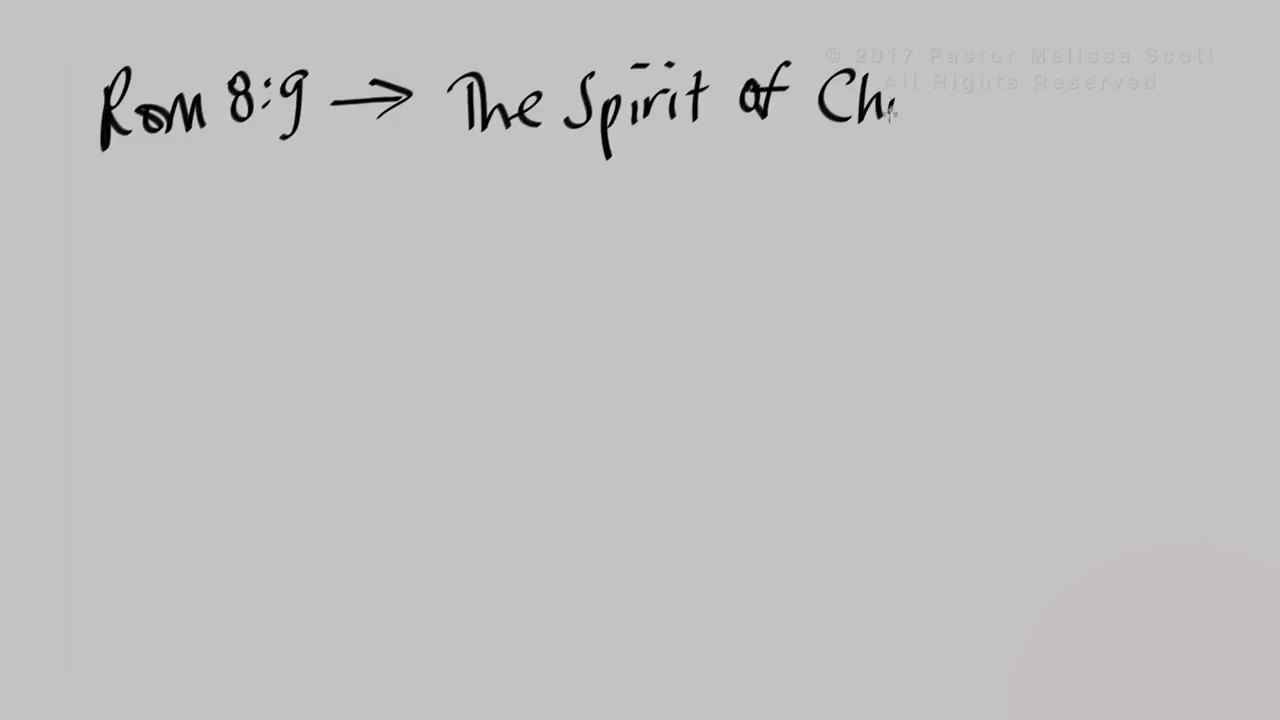 Rom 8:9 → The Spirit of Ch
© 2017 Pastor Melissa Scott
All Rights Reserved